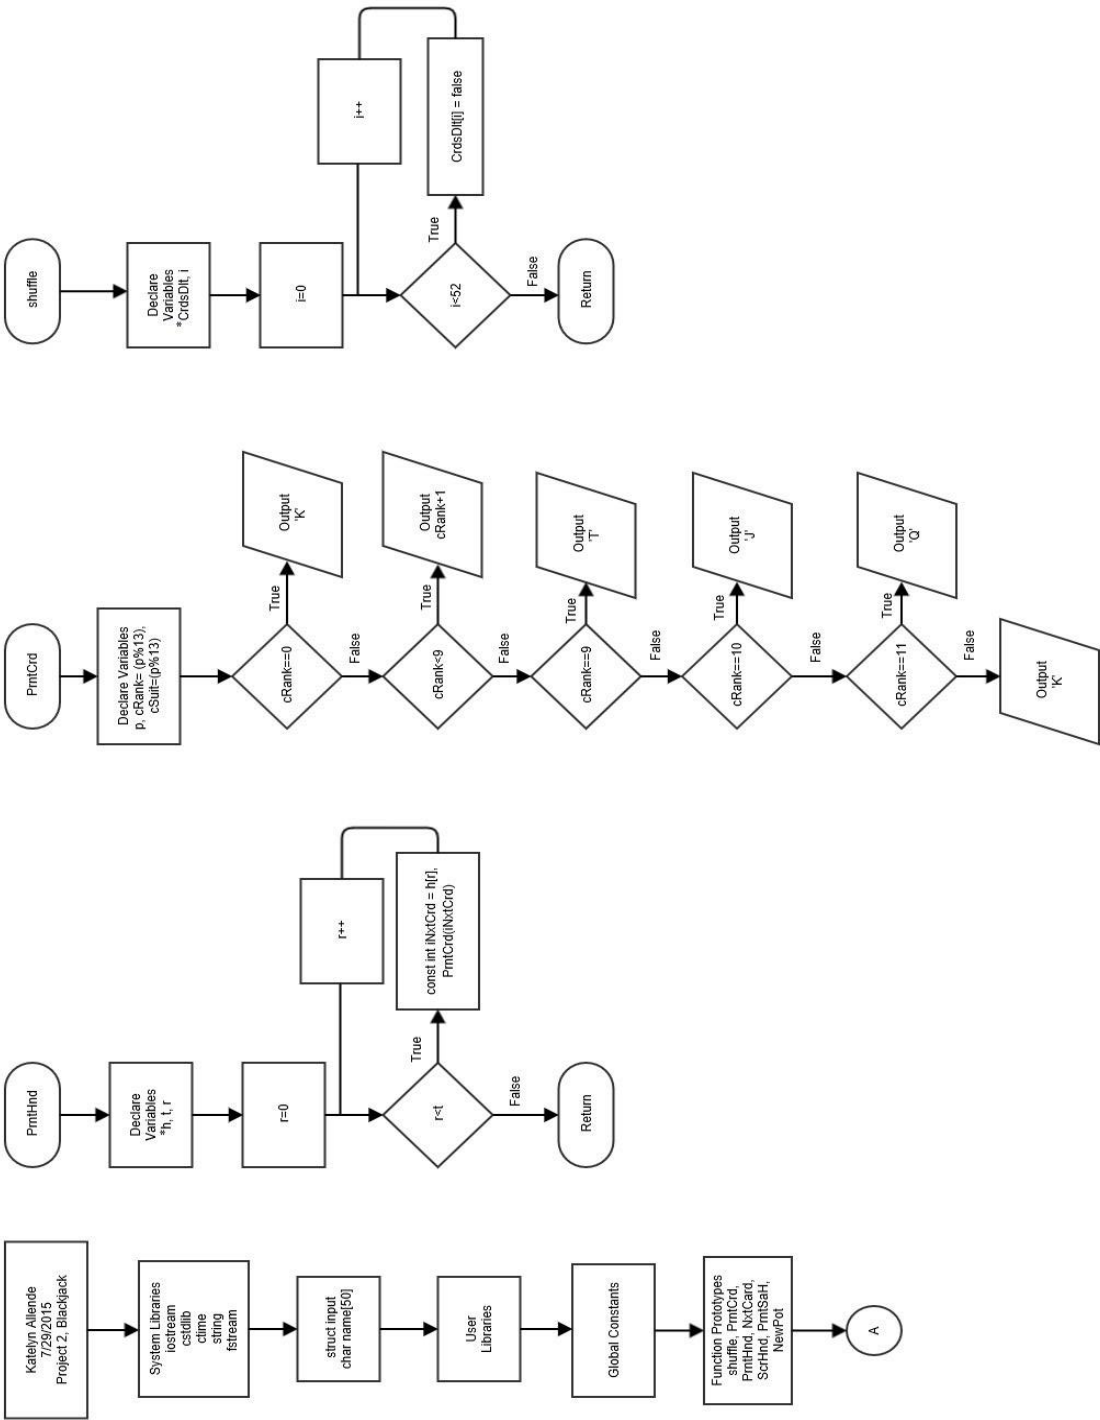 Katelyn Allende
7/29/2015
Project 2, Blackjack
System Libraries
iostream
cstdlib
ctime
string
fstream
struct input
char name[50]
User
Libraries
Global Constants
Function Prototypes
shuffle, PrntCrd,
PrntHnd, NxtCard,
ScrHnd, PrntSaH,
NewPot
A
PrntHnd
Declare
Variables
*h, t, r
r=0
r++
r<t
True
const int iNxtCrd = h[r],
PrntCrd(iNxtCrd)
False
Return
PrntCrd
Declare Variables
p, cRank= (p%13),
cSuit=(p%13)
cRank==0
True
Output
'K'
False
cRank<9
True
Output
cRank+1
False
cRank==9
True
Output
'T'
False
cRank==10
True
Output
'J'
False
cRank==11
True
Output
'Q'
False
Output
'K'
shuffle
Declare
Variables
*CrdsDlt, i
i=0
i++
i<52
True
CrdsDlt[i] = false
False
Return